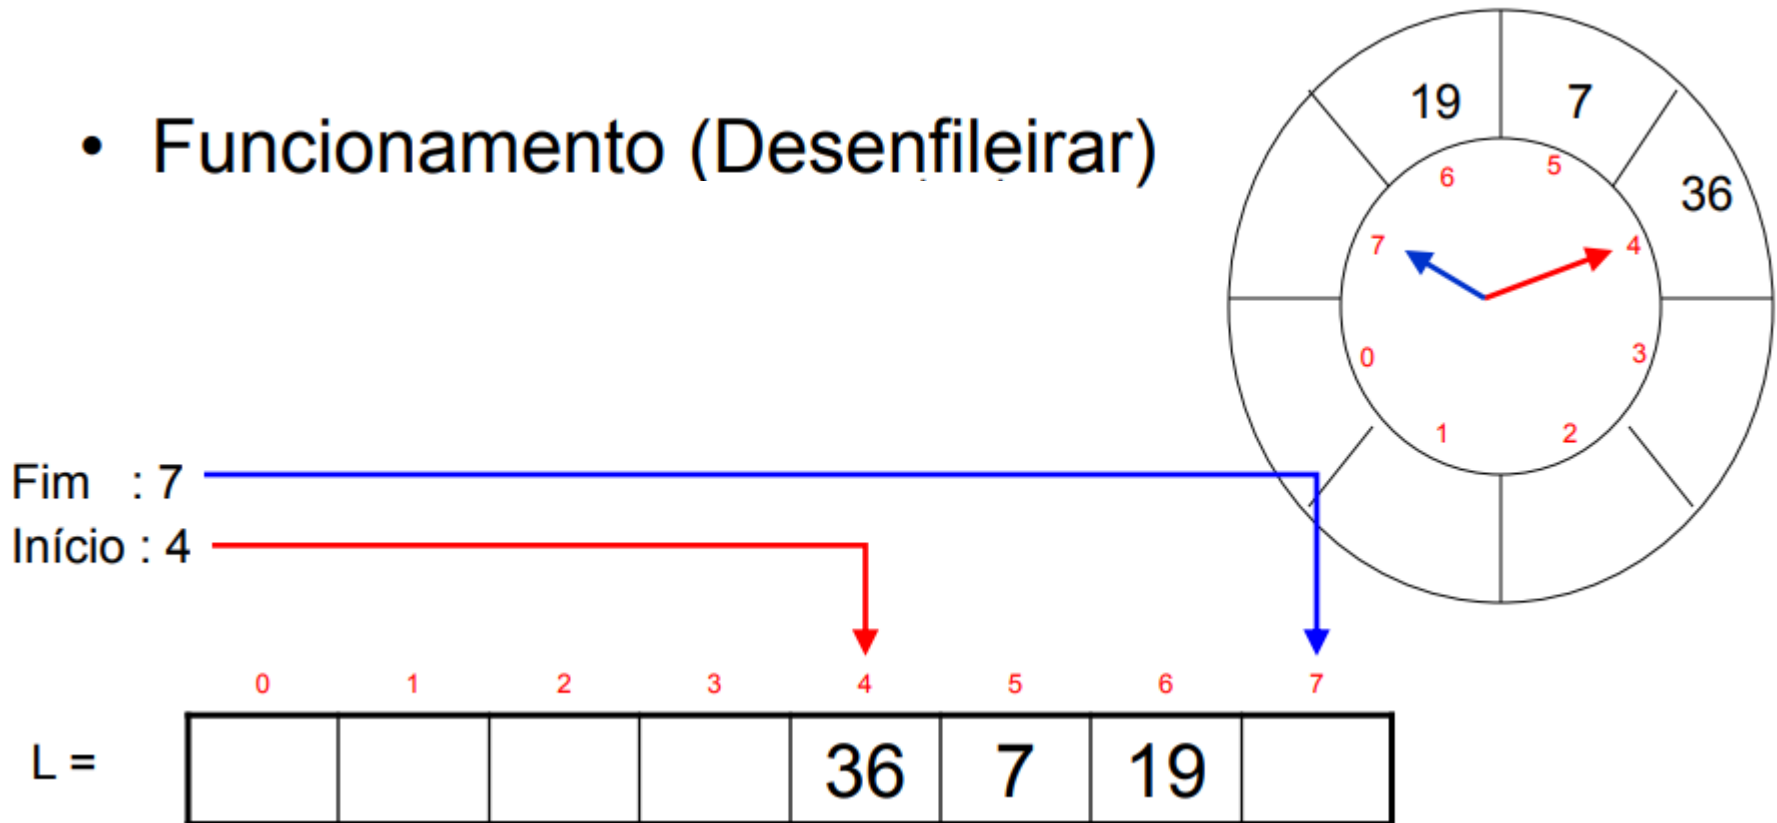 • Funcionamento (Desenfileirar)
19 7
36
6 5
7 4
0 3
1 2
Fim : 7
Início : 4
0 1 2 3 4 5 6 7
L = 36 7 19